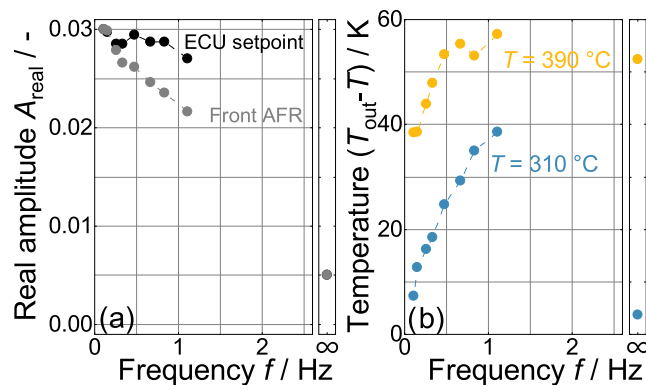 Real amplitude A_real / -
0.03
0.02
0.01
0.00
ECU setpoint
Front AFR
(a)
0
1
2
∞
Frequency f / Hz
Temperature (T_out-T) / K
60
40
20
0
T = 390 °C
T = 310 °C
(b)
0
1
2
∞
Frequency f / Hz